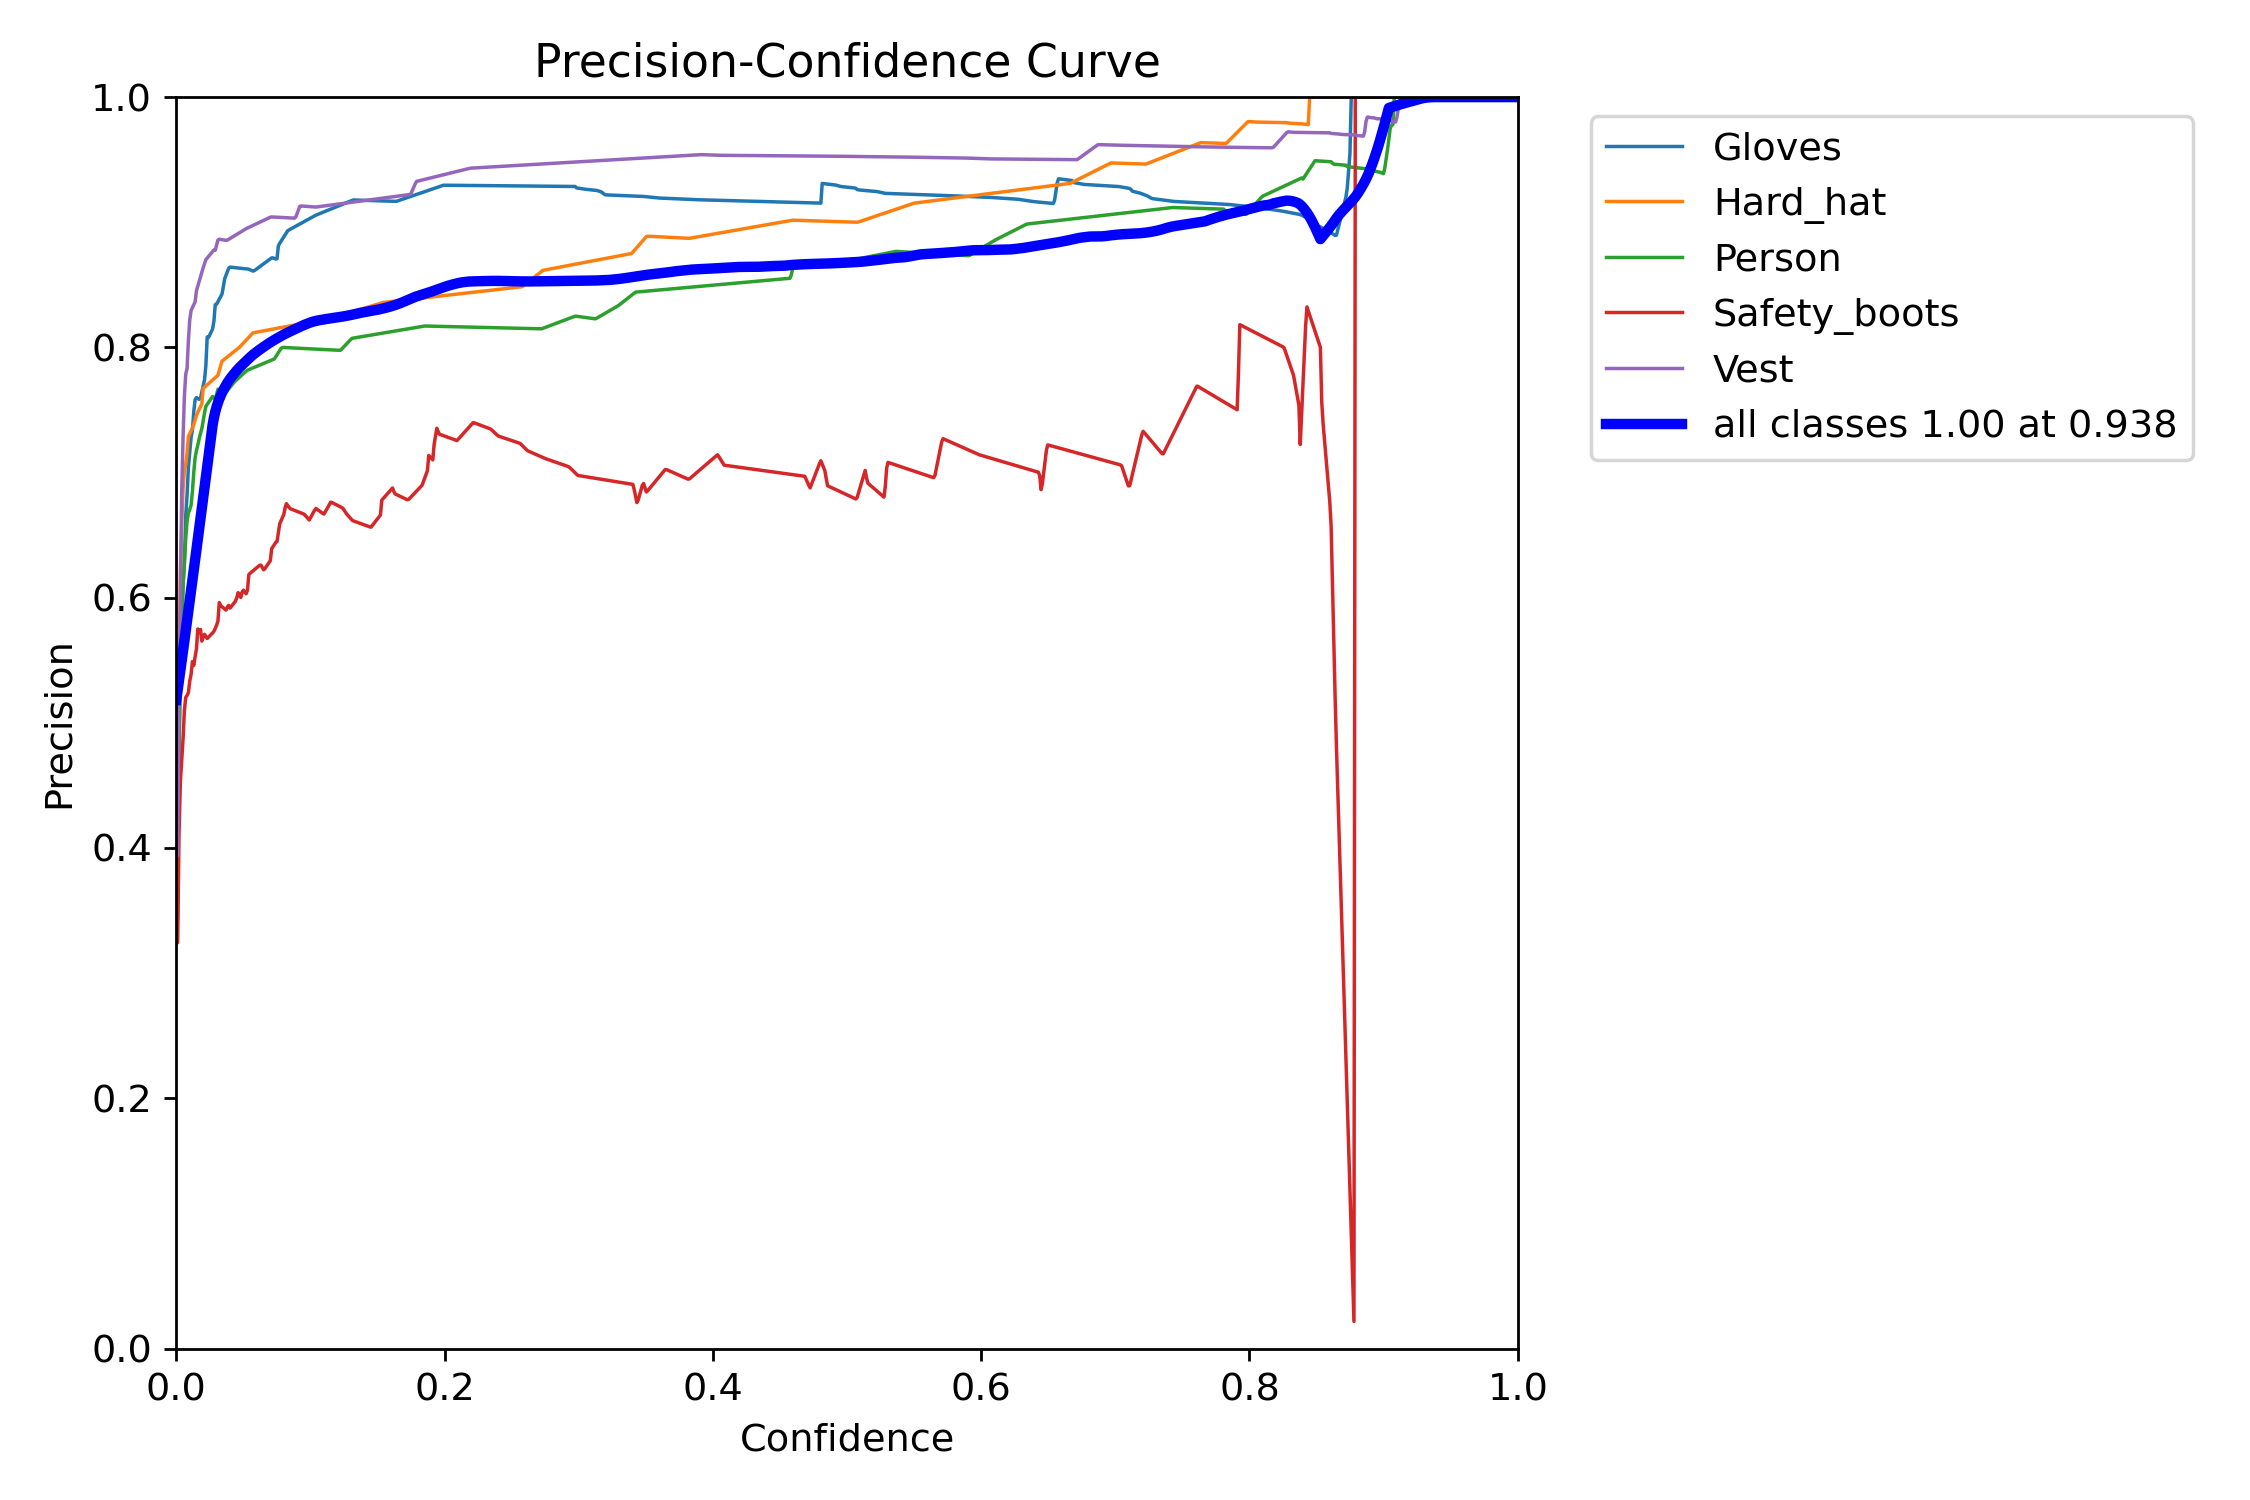 Precision-Confidence Curve
1.0
0.8
0.6
0.4
0.2
0.0
Precision
0.0 0.2 0.4 0.6 0.8 1.0
Confidence
Gloves
Hard_hat
Person
Safety_boots
Vest
all classes 1.00 at 0.938